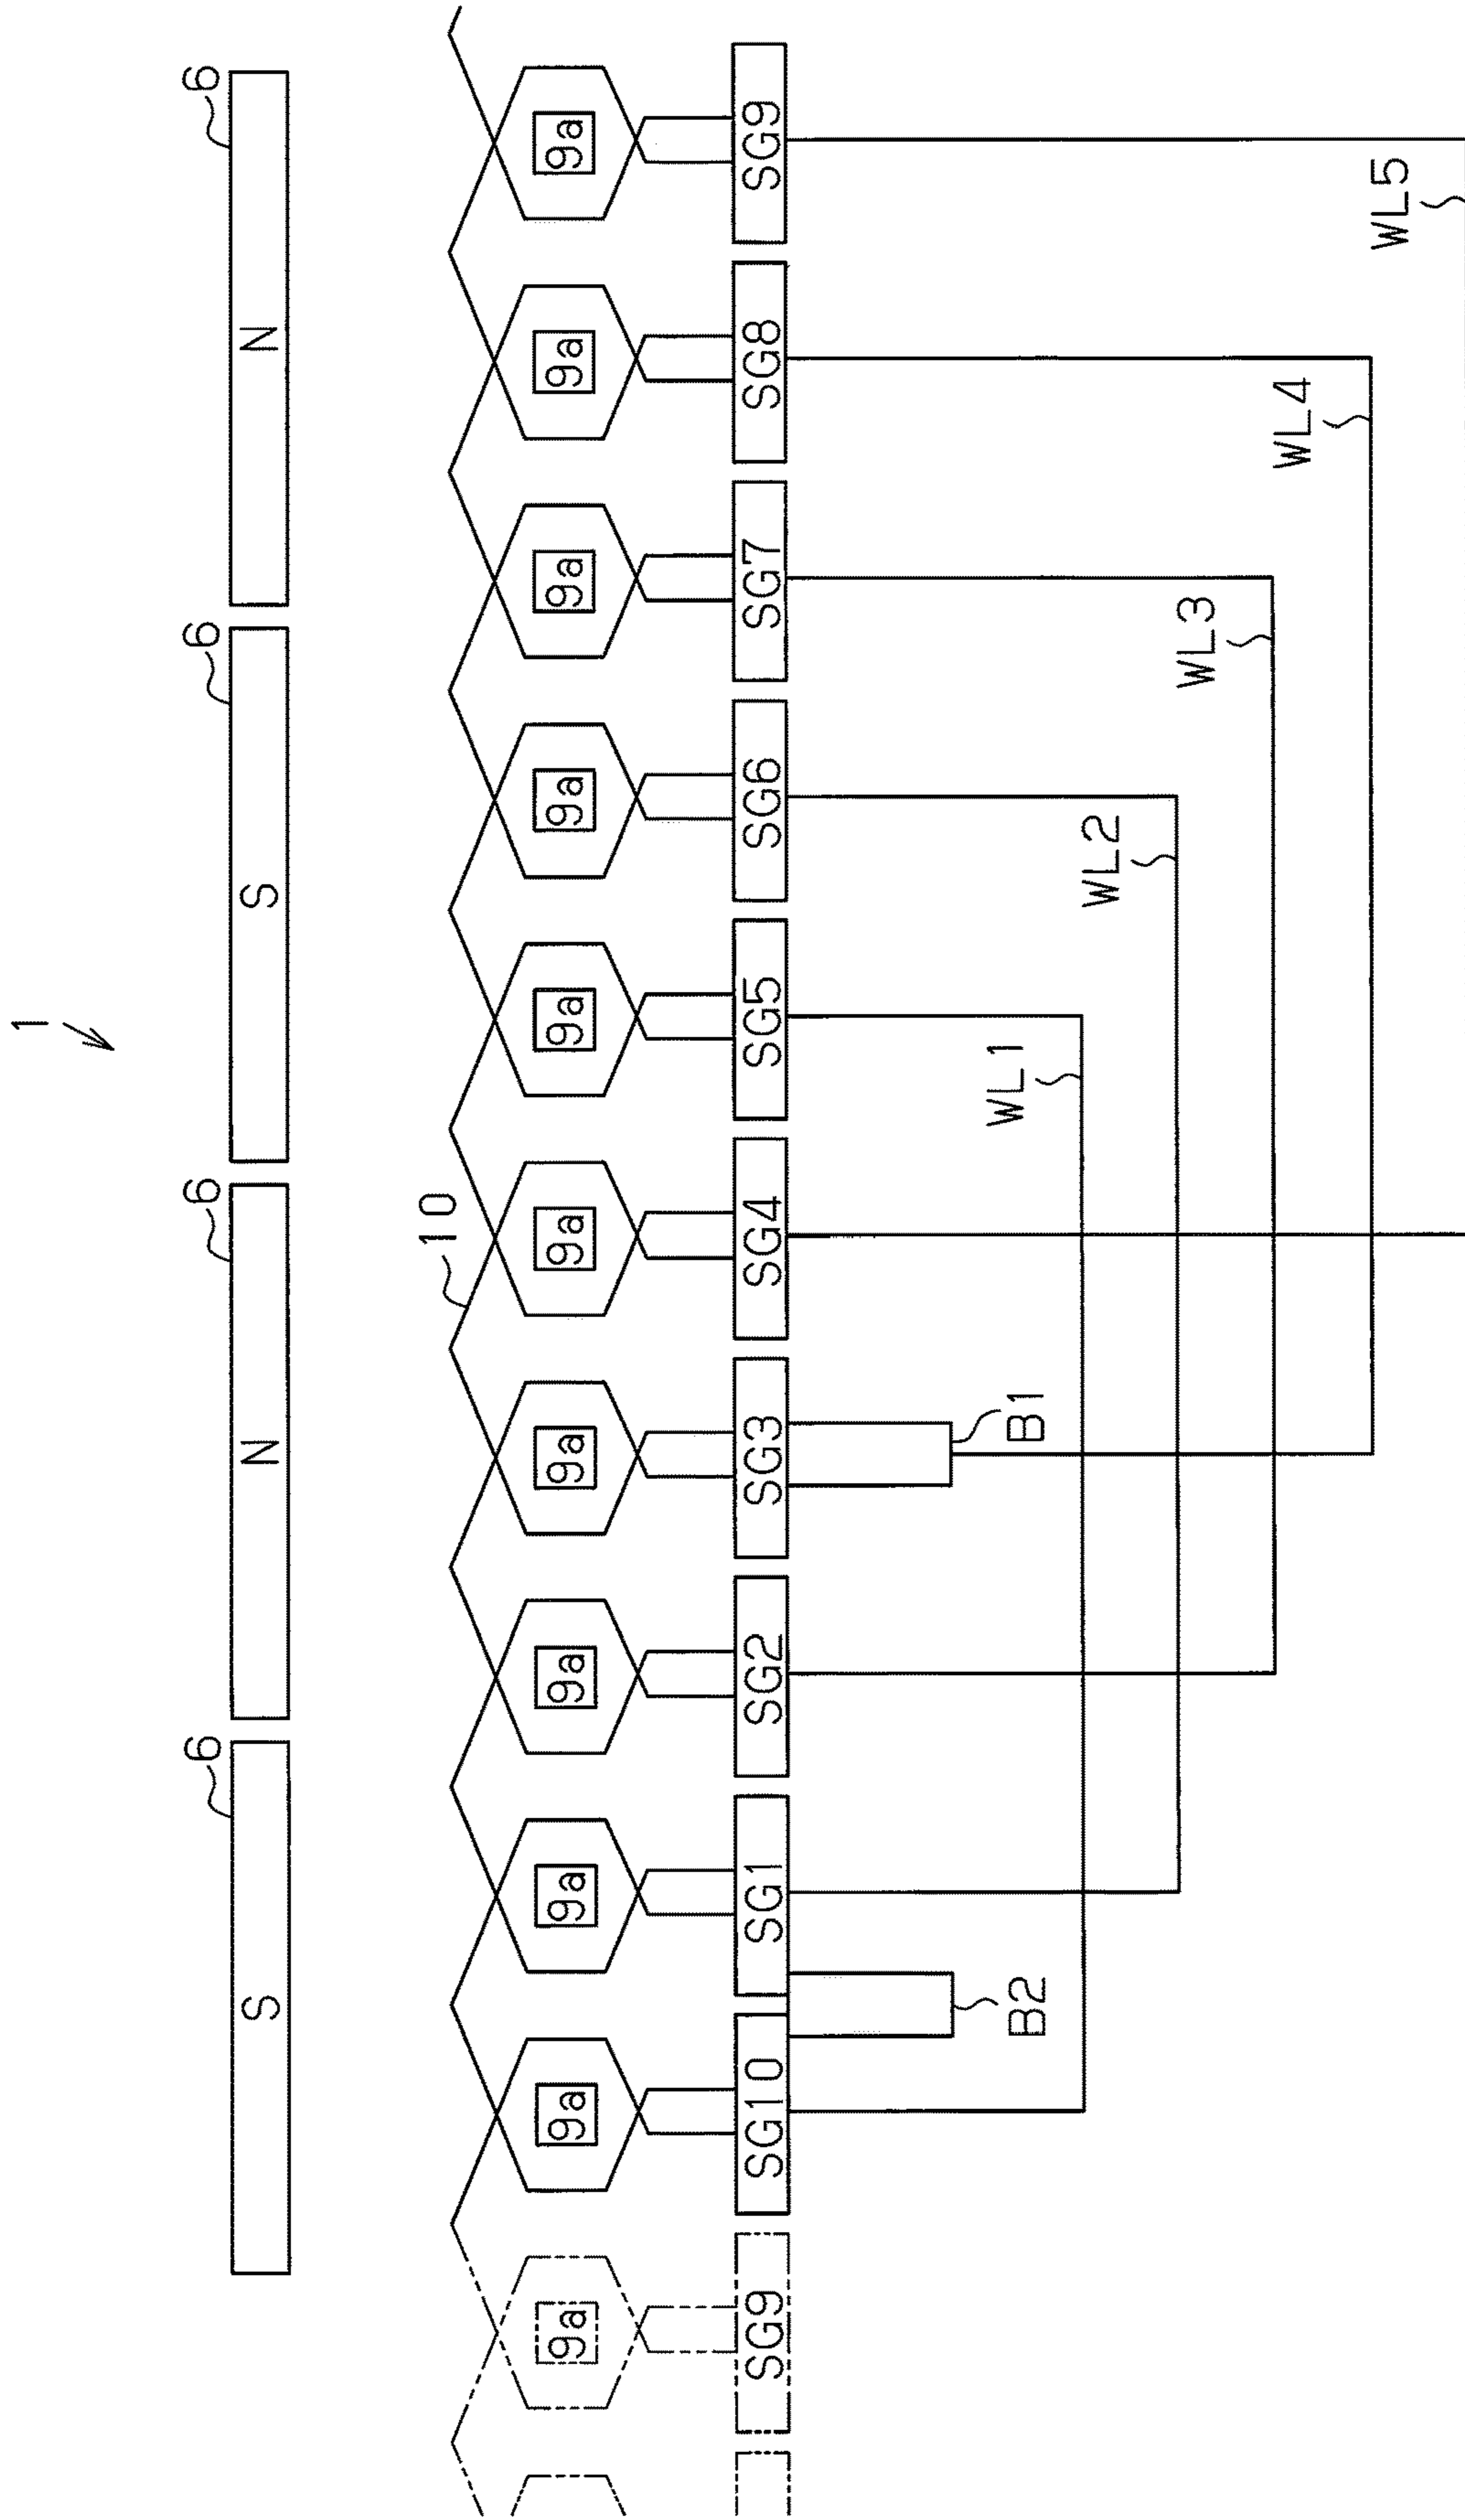 1
6 6 6 6
S N S N
10
9a 9a 9a 9a 9a 9a 9a 9a 9a 9a 9a
SG9 SG10 SG1 SG2 SG3 SG4 SG5 SG6 SG7 SG8 SG9
B2 B1 WL1
WL2
WL3
WL4
WL5